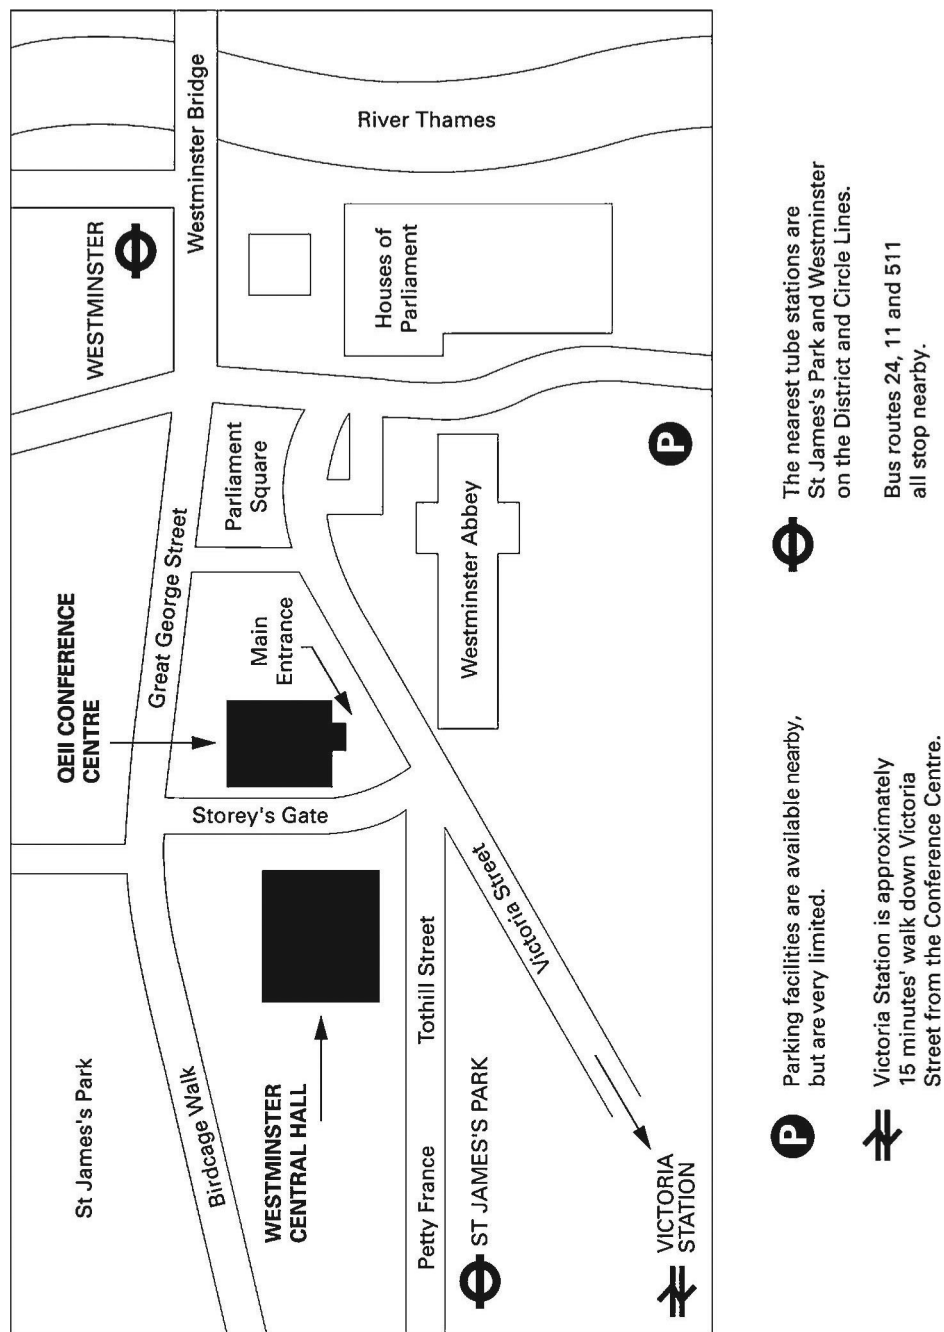 St James's Park
Birdcage Walk
WESTMINSTER
CENTRAL HALL
Petty France
Tothill Street
ST JAMES'S PARK
VICTORIA
STATION
Victoria Street
Storey's Gate
QEII CONFERENCE
CENTRE
Great George Street
Main
Entrance
Parliament
Square
Westminster Abbey
P
WESTMINSTER
Westminster Bridge
Houses of
Parliament
River Thames
P
Parking facilities are available nearby,
but are very limited.
Victoria Station is approximately
15 minutes' walk down Victoria
Street from the Conference Centre.
The nearest tube stations are
St James's Park and Westminster
on the District and Circle Lines.
Bus routes 24, 11 and 511
all stop nearby.